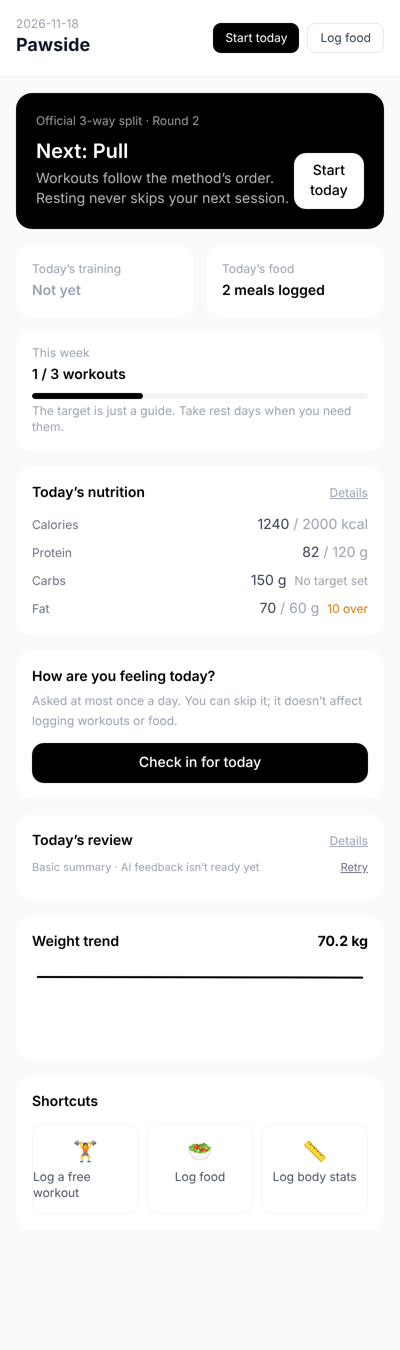 2026-11-18
Pawside
Start today
Log food
Official 3-way split · Round 2
Next: Pull
Workouts follow the method’s order.
Resting never skips your next session.
Start
today
Today’s training
Not yet
Today’s food
2 meals logged
This week
1 / 3 workouts
The target is just a guide. Take rest days when you need
them.
Today’s nutrition
Details
Calories
1240 / 2000 kcal
Protein
82 / 120 g
Carbs
150 g No target set
Fat
70 / 60 g 10 over
How are you feeling today?
Asked at most once a day. You can skip it; it doesn’t affect
logging workouts or food.
Check in for today
Today’s review
Details
Basic summary · AI feedback isn’t ready yet
Retry
Weight trend
70.2 kg
Shortcuts
Log a free
workout
Log food
Log body stats